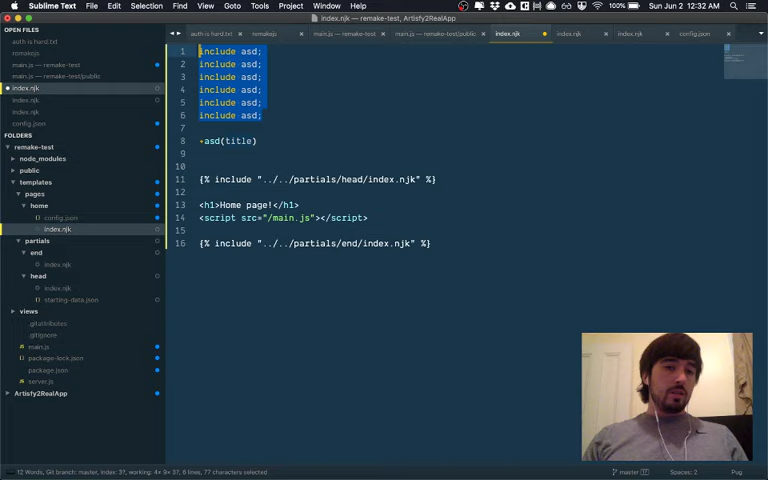 Sublime Text File Edit Selection Find View Goto Tools Project Window Help 100% Sun Jun 2 12:32 AM
index.njk — remake-test, Artisfy2RealApp
OPEN FILES
auth is hard.txt
remakejs
main.js — remake-test
main.js — remake-test/public
index.njk
index.njk
index.njk
config.json
FOLDERS
remake-test
node_modules
public
templates
pages
home
config.json
index.njk
partials
end
index.njk
head
index.njk
starting-data.json
views
.gitattributes
.gitignore
main.js
package-lock.json
package.json
server.js
Artisfy2RealApp
auth is hard.txt × remakejs × main.js — remake-test × main.js — remake-test/public × index.njk index.njk × index.njk × config.json ×
1 include asd;
2 include asd;
3 include asd;
4 include asd;
5 include asd;
6 include asd;
7
8 +asd(title)
9
10
11 {% include "../../partials/head/index.njk" %}
12
13 <h1>Home page!</h1>
14 <script src="/main.js"></script>
15
16 {% include "../../partials/end/index.njk" %}
12 Words, Git branch: master, index: 3?, working: 4≠ 9× 3?, 6 lines, 77 characters selected master Spaces: 2